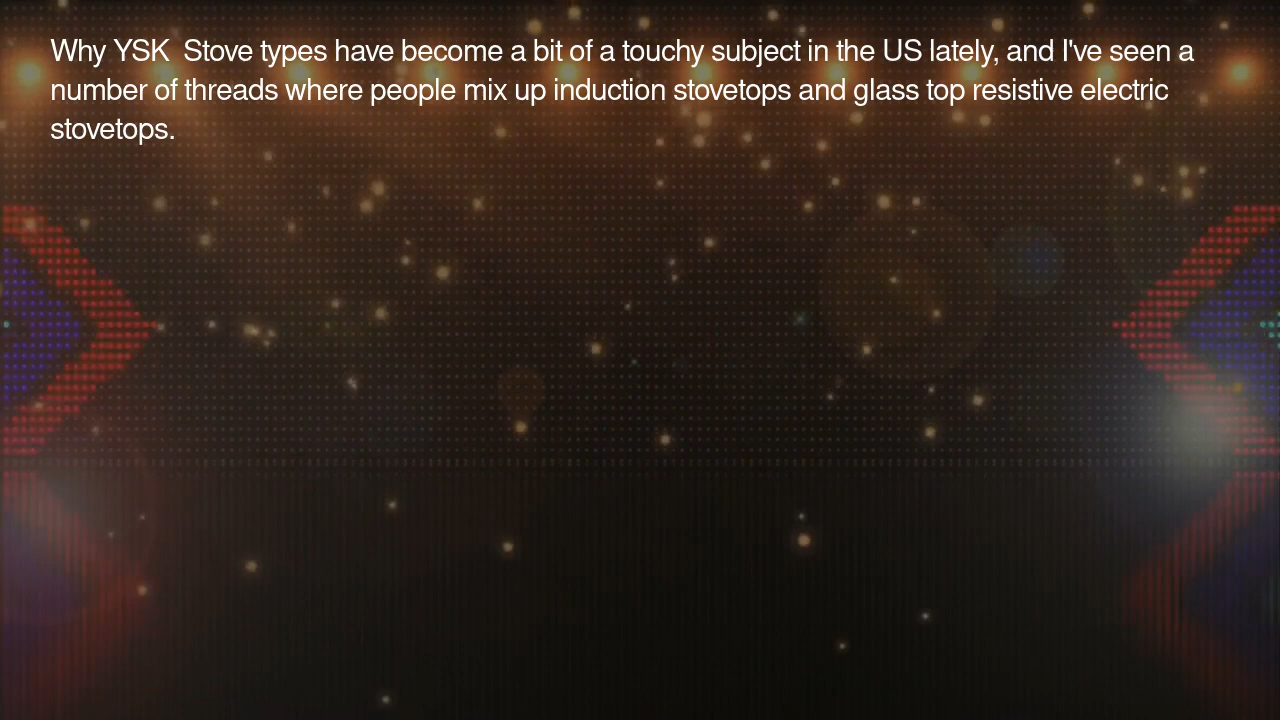 Why YSK  Stove types have become a bit of a touchy subject in the US lately, and I've seen a
number of threads where people mix up induction stovetops and glass top resistive electric
stovetops.